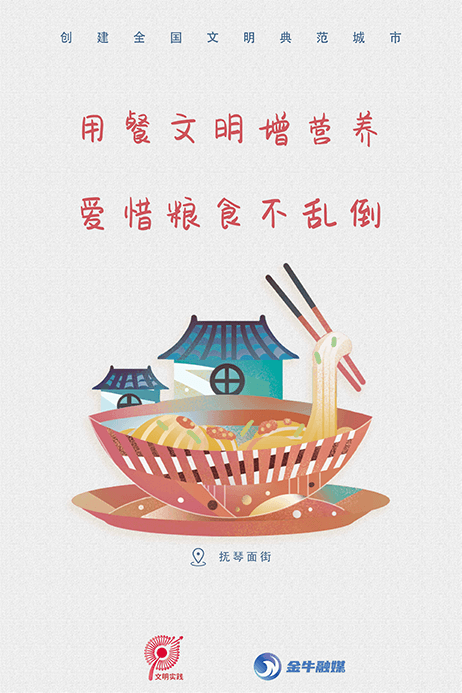 创建全国文明典范城市
用餐文明增营养
爱惜粮食不乱倒
抚琴面街
文明实践
金牛融媒